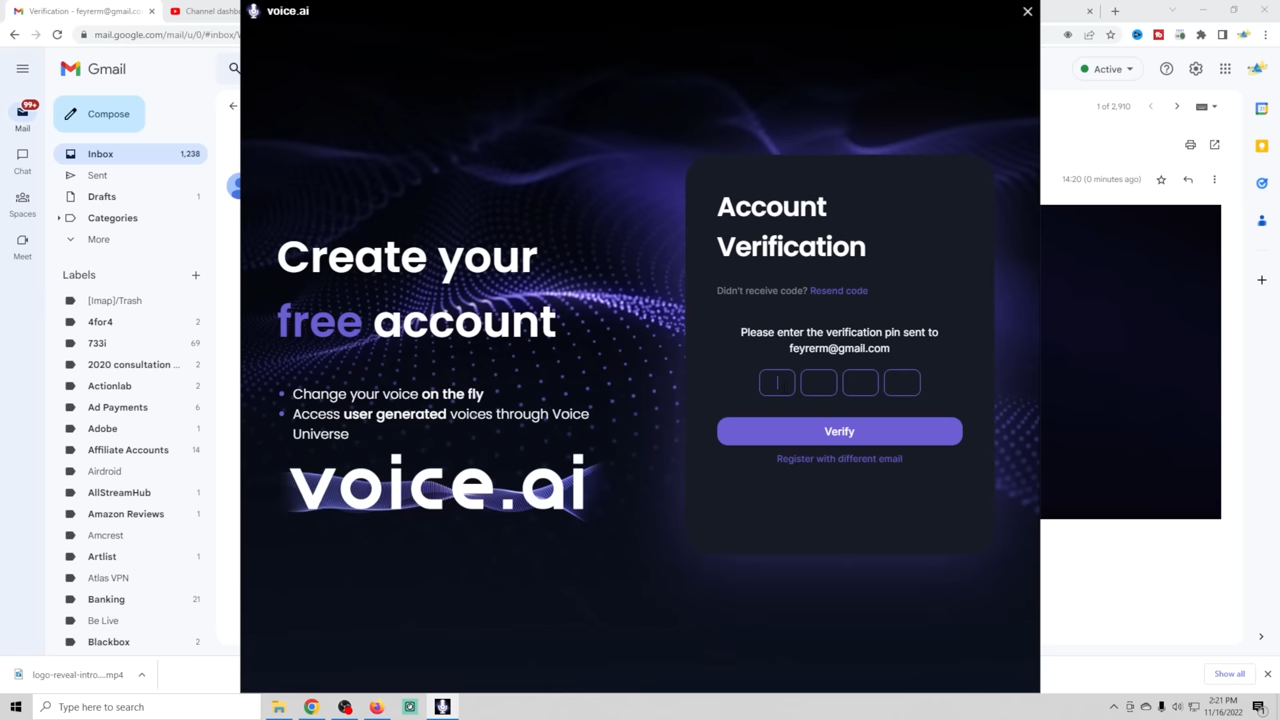 Verification - feyrerm@gmail.com
Channel dashb
mail.google.com/mail/u/0/#inbox/
Gmail
Active
99+
Mail
Chat
Spaces
Meet
Compose
Inbox 1,238
Sent
Drafts 1
Categories
More
Labels
[Imap]/Trash
4for4 2
733i 69
2020 consultation ... 2
Actionlab 2
Ad Payments 6
Adobe 1
Affiliate Accounts 14
Airdroid
AllStreamHub 1
Amazon Reviews 1
Amcrest
Artlist 1
Atlas VPN
Banking 21
Be Live
Blackbox 2
1 of 2,910
14:20 (0 minutes ago)
voice.ai
Create your
free account
Change your voice on the fly
Access user generated voices through Voice
Universe
voice.ai
Account
Verification
Didn't receive code? Resend code
Please enter the verification pin sent to
feyrerm@gmail.com
Verify
Register with different email
logo-reveal-intro....mp4
Show all
Type here to search
2:21 PM
11/16/2022
1